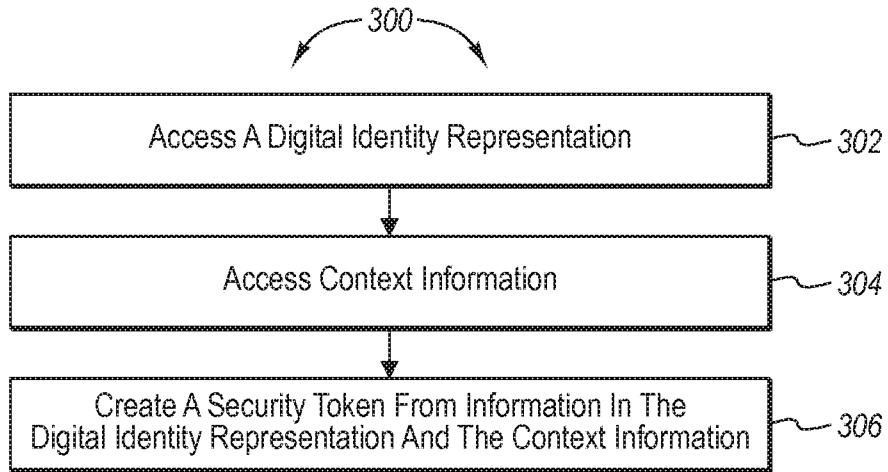 300
Access A Digital Identity Representation
302
Access Context Information
304
Create A Security Token From Information In The
Digital Identity Representation And The Context Information
306